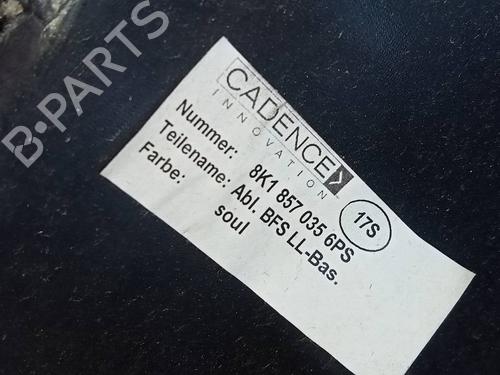 B-PARTS
CADENCE
INNOVATION
Nummer: 8K1 857 035 6PS
Teilename: Abl. BFS LL-Bas.
Farbe: soul
17S